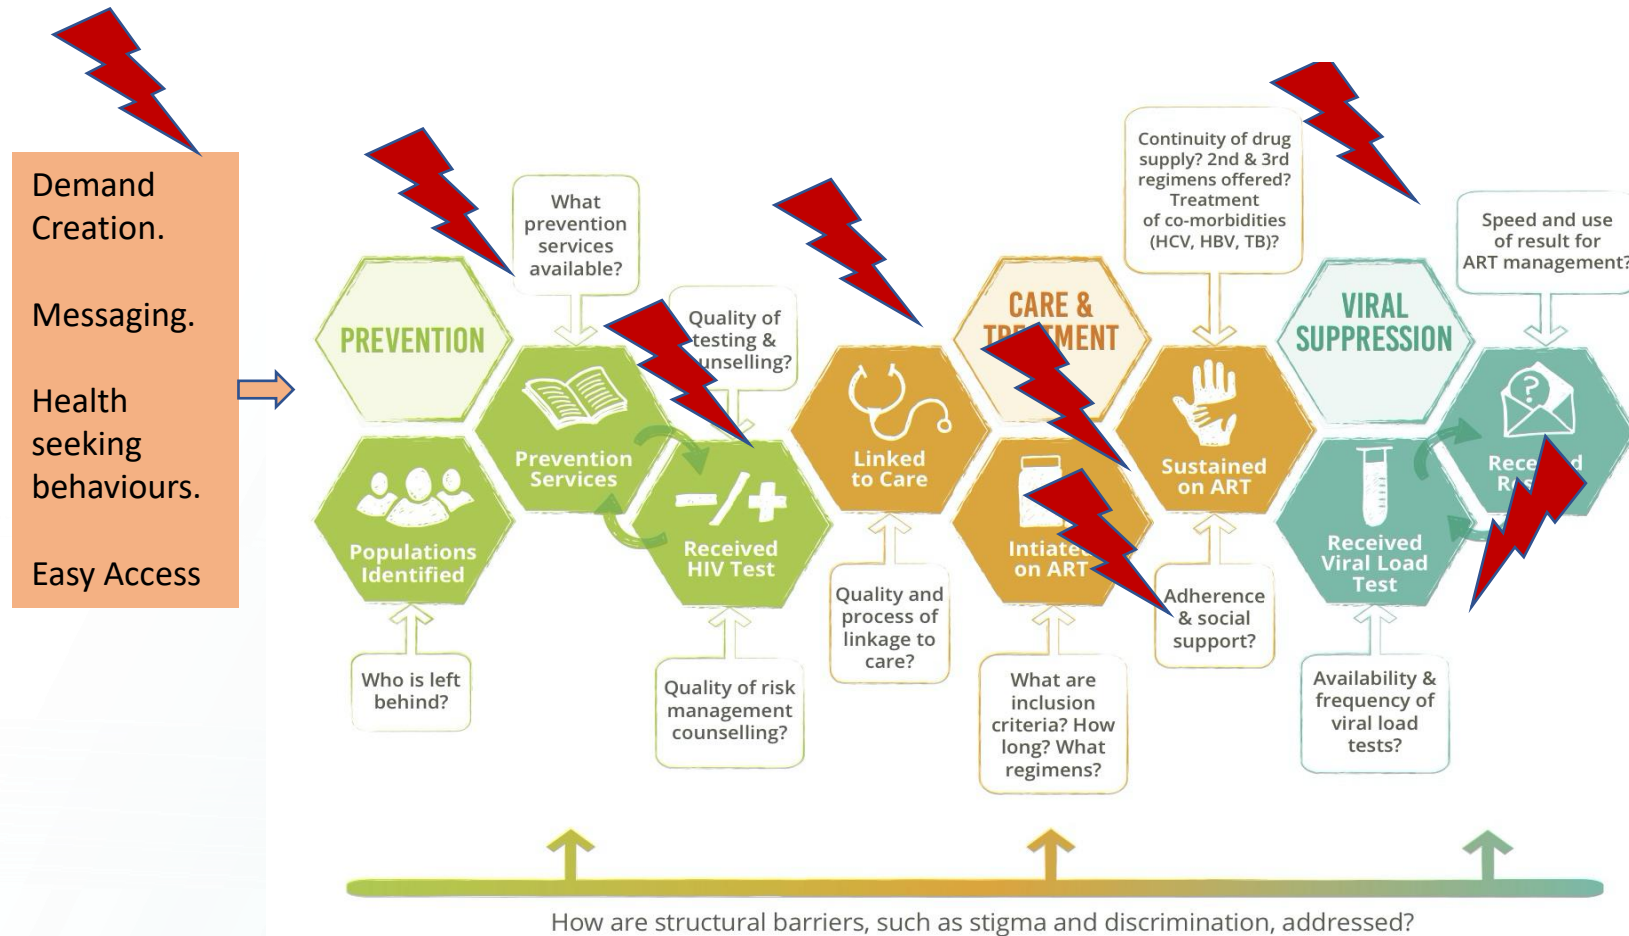 Demand
Creation.
Messaging.
Health
seeking
behaviours.
Easy Access
PREVENTION
What
prevention
services
available?
Quality of
testing &
counselling?
Populations
Identified
Prevention
Services
Received
HIV Test
Who is left
behind?
Quality of risk
management
counselling?
CARE &
TREATMENT
Continuity of drug
supply? 2nd & 3rd
regimens offered?
Treatment
of co-morbidities
(HCV, HBV, TB)?
Linked
to Care
Intiated
on ART
Sustained
on ART
Quality and
process of
linkage to
care?
What are
inclusion
criteria? How
long? What
regimens?
Adherence
& social
support?
VIRAL
SUPPRESSION
Speed and use
of result for
ART management?
Received
Viral Load
Test
Received
Availability &
frequency of
viral load
tests?
How are structural barriers, such as stigma and discrimination, addressed?